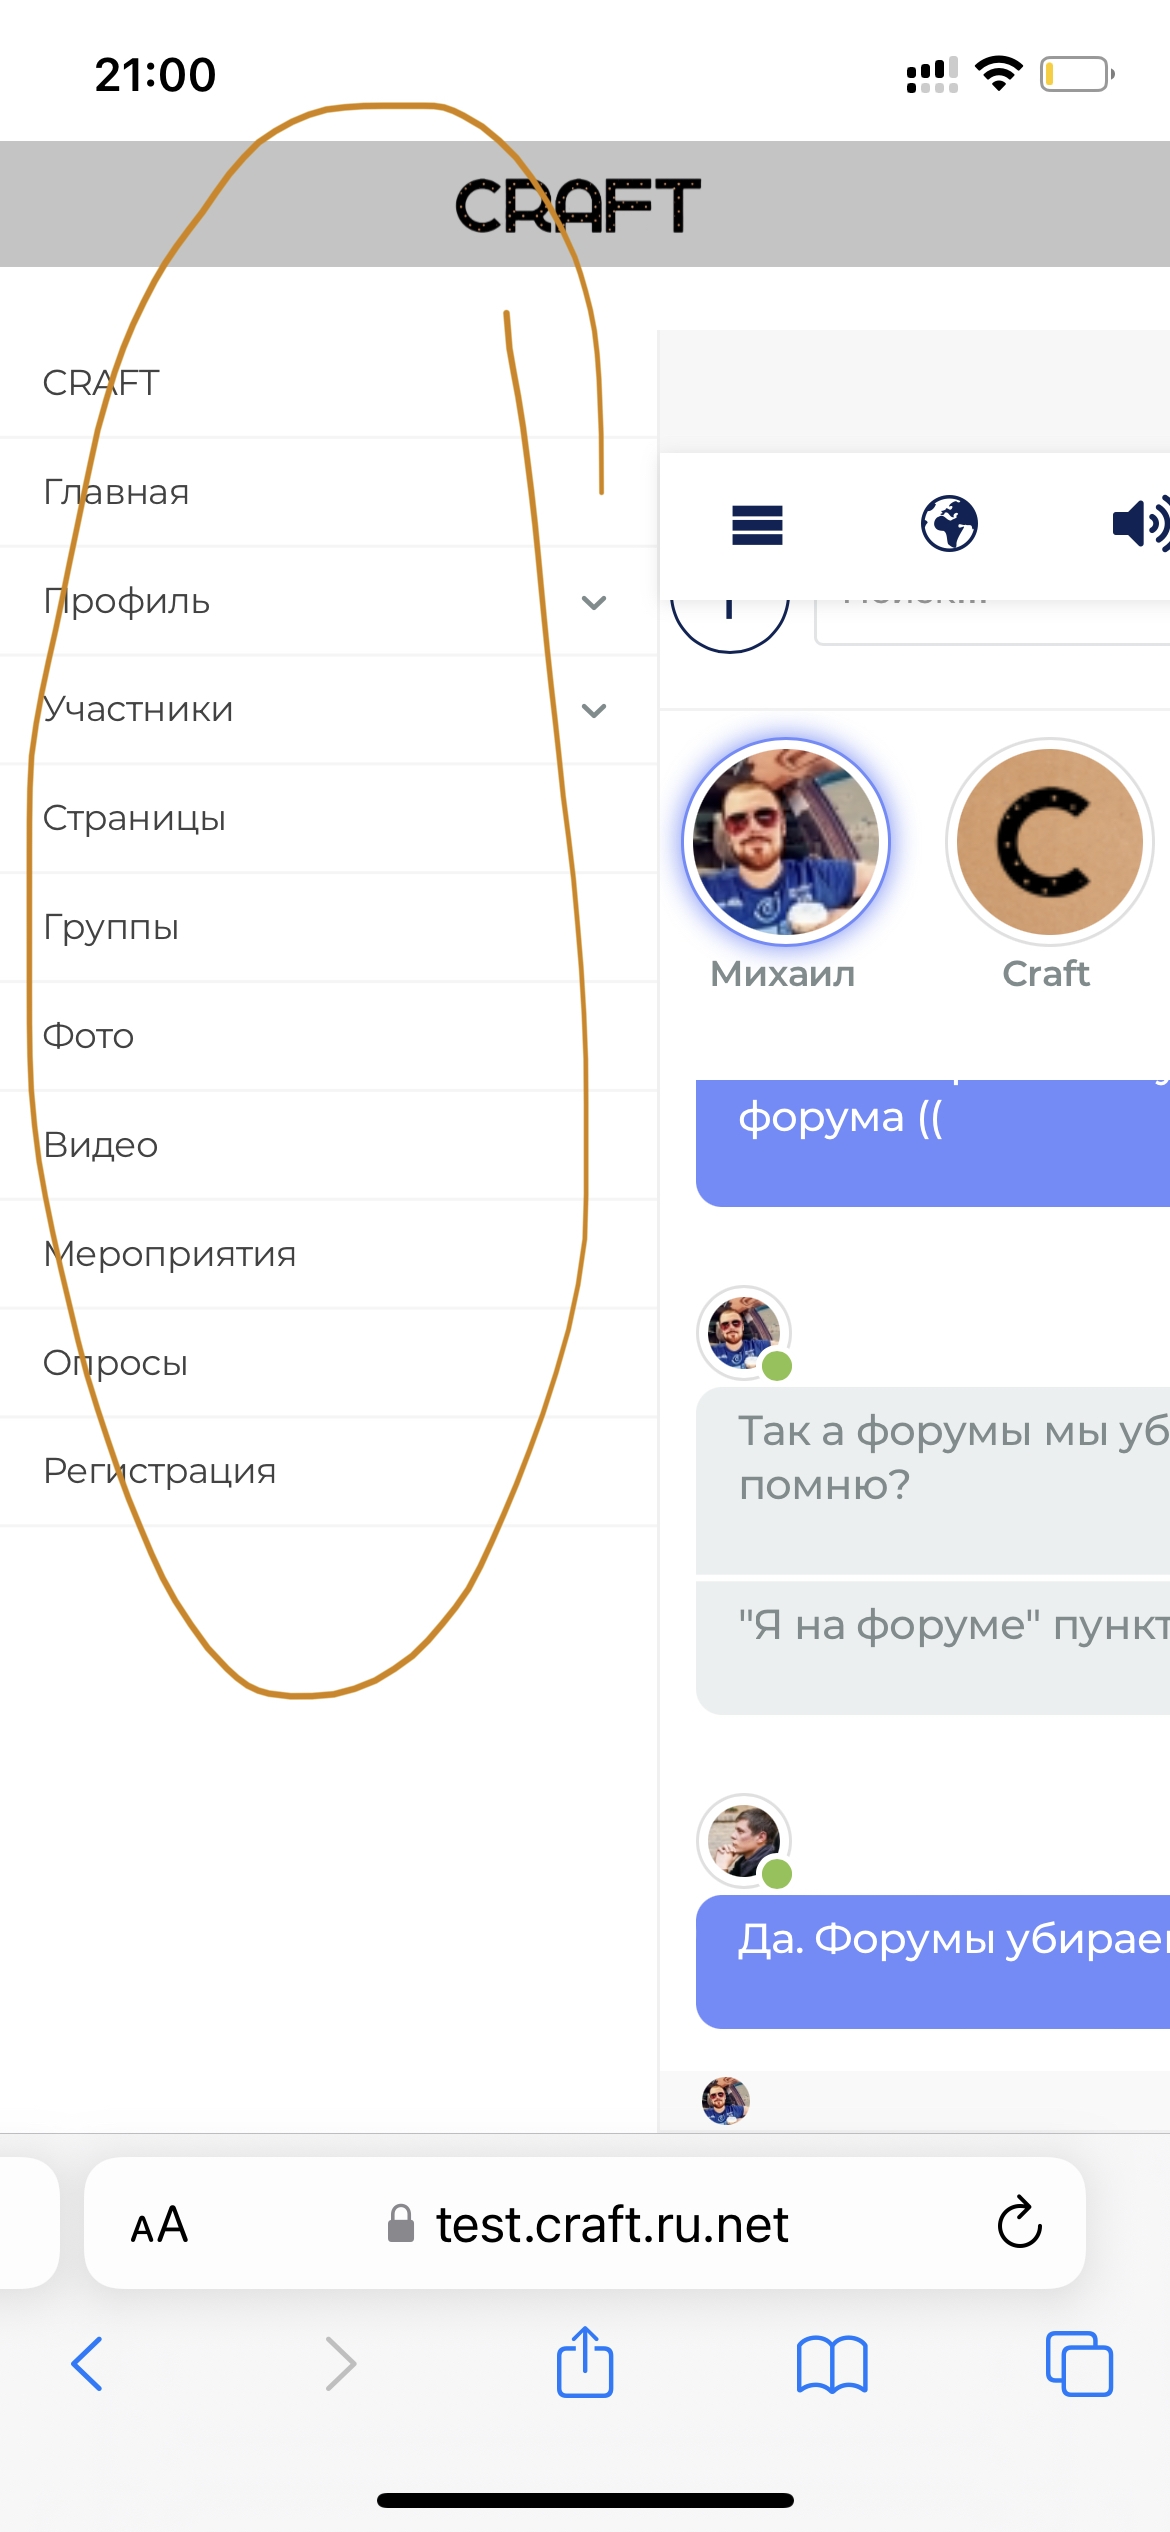 21:00
CRAFT
CRAFT
Главная
Профиль
Участники
Страницы
Группы
Фото
Видео
Мероприятия
Опросы
Регистрация
Михаил
Craft
форума ((
Так а форумы мы уб
помню?
"Я на форуме" пункт
Да. Форумы убирае
AA
test.craft.ru.net